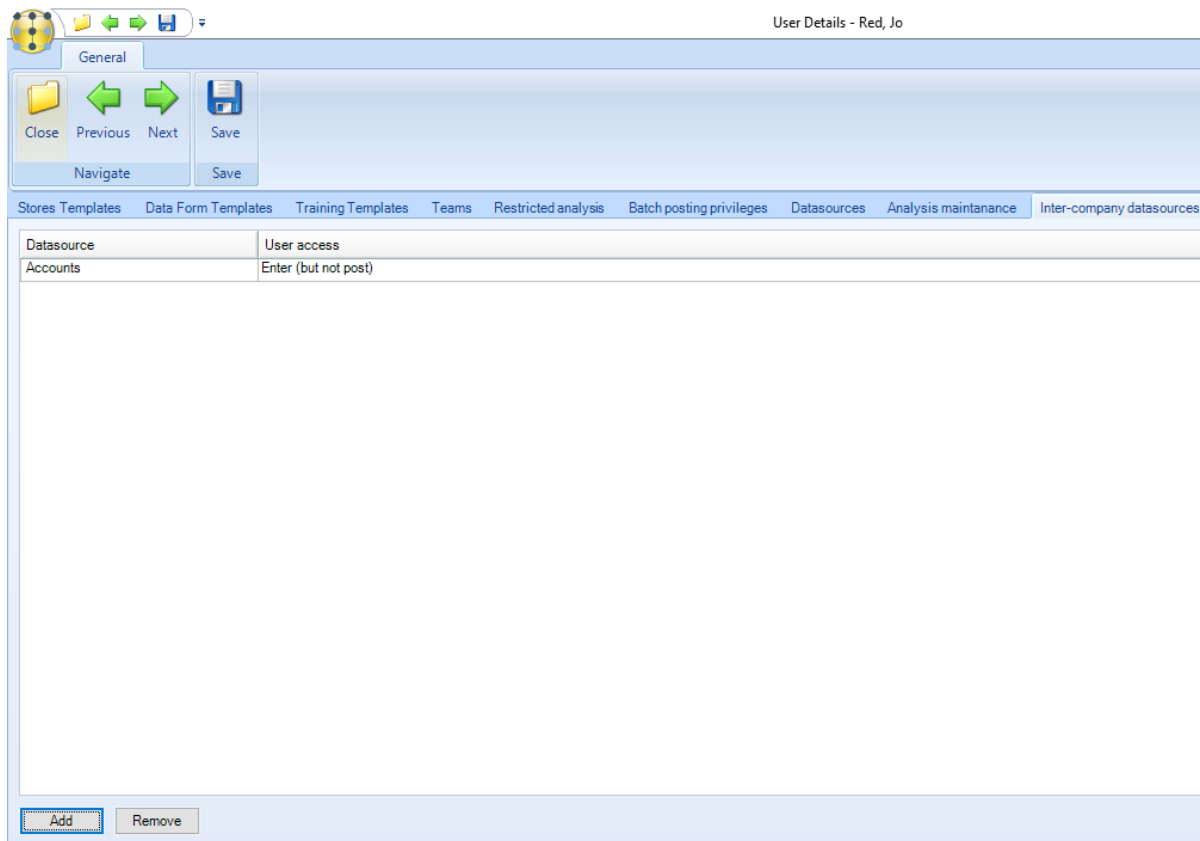 User Details - Red, Jo
General
Close Previous Next Save
Navigate Save
Stores Templates Data Form Templates Training Templates Teams Restricted analysis Batch posting privileges Datasources Analysis maintanance Inter-company datasources
Datasource User access
Accounts Enter (but not post)
Add Remove